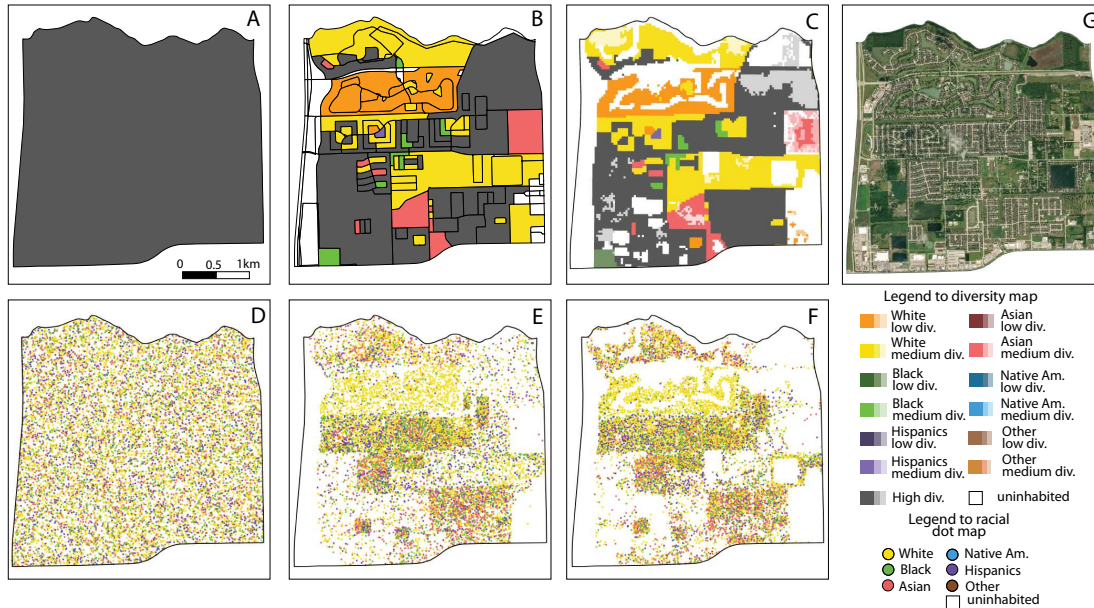 A
B
C
G
0 0.5 1km
D
E
F
Legend to diversity map
White
low div.
Asian
low div.
White
medium div.
Asian
medium div.
Black
low div.
Native Am.
low div.
Black
medium div.
Native Am.
medium div.
Hispanics
low div.
Other
low div.
Hispanics
medium div.
Other
medium div.
High div.
uninhabited
Legend to racial
dot map
White
Native Am.
Black
Hispanics
Asian
Other
uninhabited